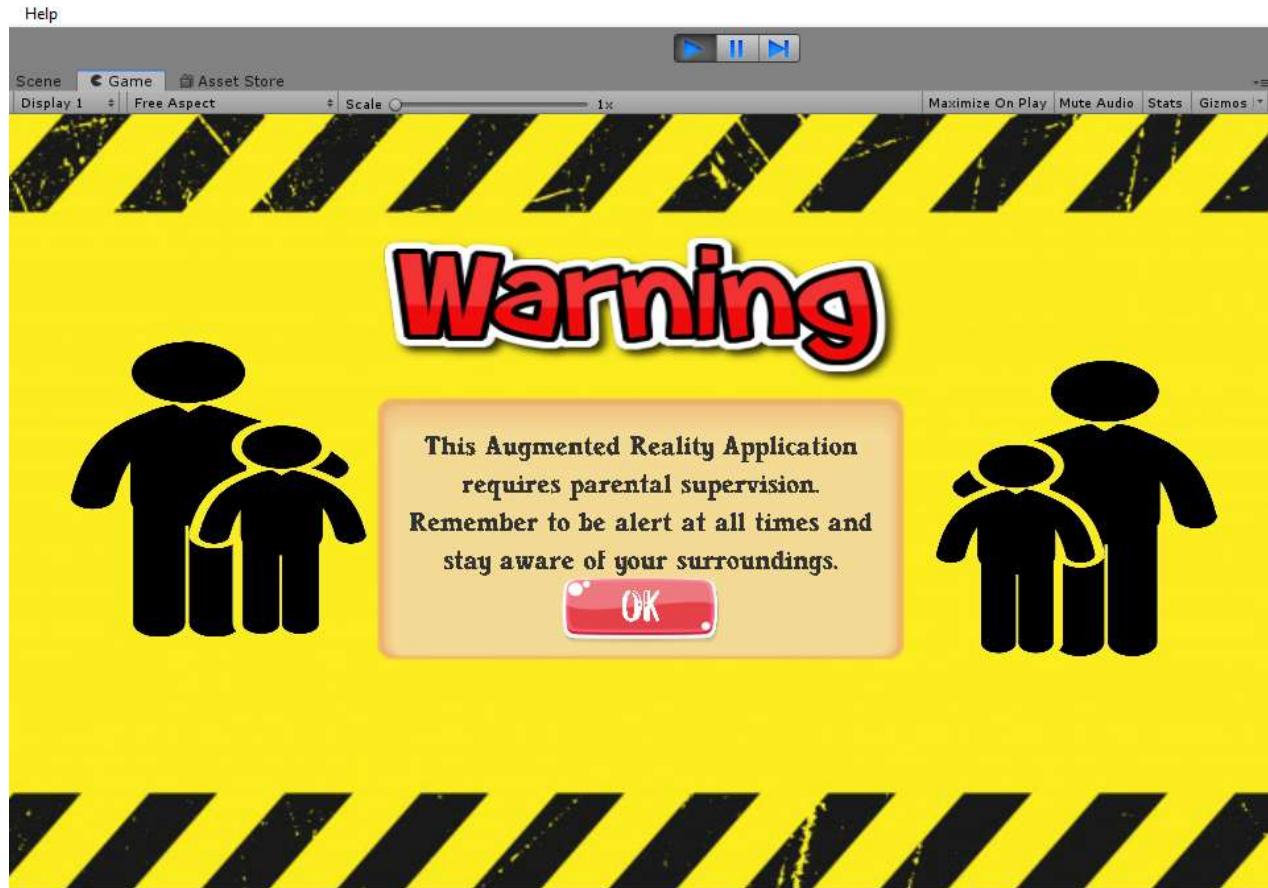 Help
Scene Game Asset Store
Display 1 Free Aspect Scale 1x Maximize On Play Mute Audio Stats Gizmos
Warning
This Augmented Reality Application
requires parental supervision.
Remember to be alert at all times and
stay aware of your surroundings.
OK